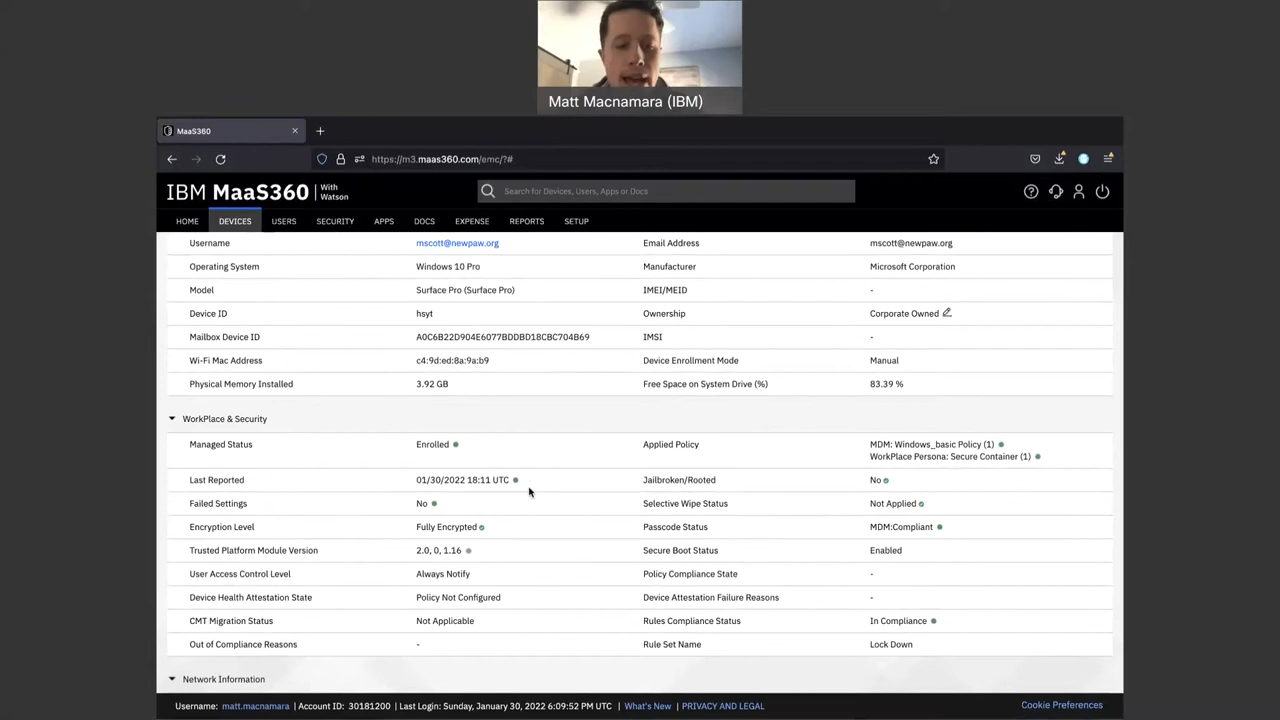 Matt Macnamara (IBM)
MaaS360
https://m3.maas360.com/emc/?#
IBM MaaS360 | With Watson
Search for Devices, Users, Apps or Docs
HOME DEVICES USERS SECURITY APPS DOCS EXPENSE REPORTS SETUP
Username mscott@newpaw.org Email Address mscott@newpaw.org
Operating System Windows 10 Pro Manufacturer Microsoft Corporation
Model Surface Pro (Surface Pro) IMEI/MEID -
Device ID hsyt Ownership Corporate Owned
Mailbox Device ID A0C6B22D904E6077BDDBD18CBC704B69 IMSI -
Wi-Fi Mac Address c4:9d:ed:8a:9a:b9 Device Enrollment Mode Manual
Physical Memory Installed 3.92 GB Free Space on System Drive (%) 83.39 %
WorkPlace & Security
Managed Status Enrolled Applied Policy MDM: Windows_basic Policy (1)
WorkPlace Persona: Secure Container (1)
Last Reported 01/30/2022 18:11 UTC Jailbroken/Rooted No
Failed Settings No Selective Wipe Status Not Applied
Encryption Level Fully Encrypted Passcode Status MDM:Compliant
Trusted Platform Module Version 2.0, 0, 1.16 Secure Boot Status Enabled
User Access Control Level Always Notify Policy Compliance State -
Device Health Attestation State Policy Not Configured Device Attestation Failure Reasons -
CMT Migration Status Not Applicable Rules Compliance Status In Compliance
Out of Compliance Reasons - Rule Set Name Lock Down
Network Information
Username: matt.macnamara | Account ID: 30181200 | Last Login: Sunday, January 30, 2022 6:09:52 PM UTC | What's New | PRIVACY AND LEGAL Cookie Preferences